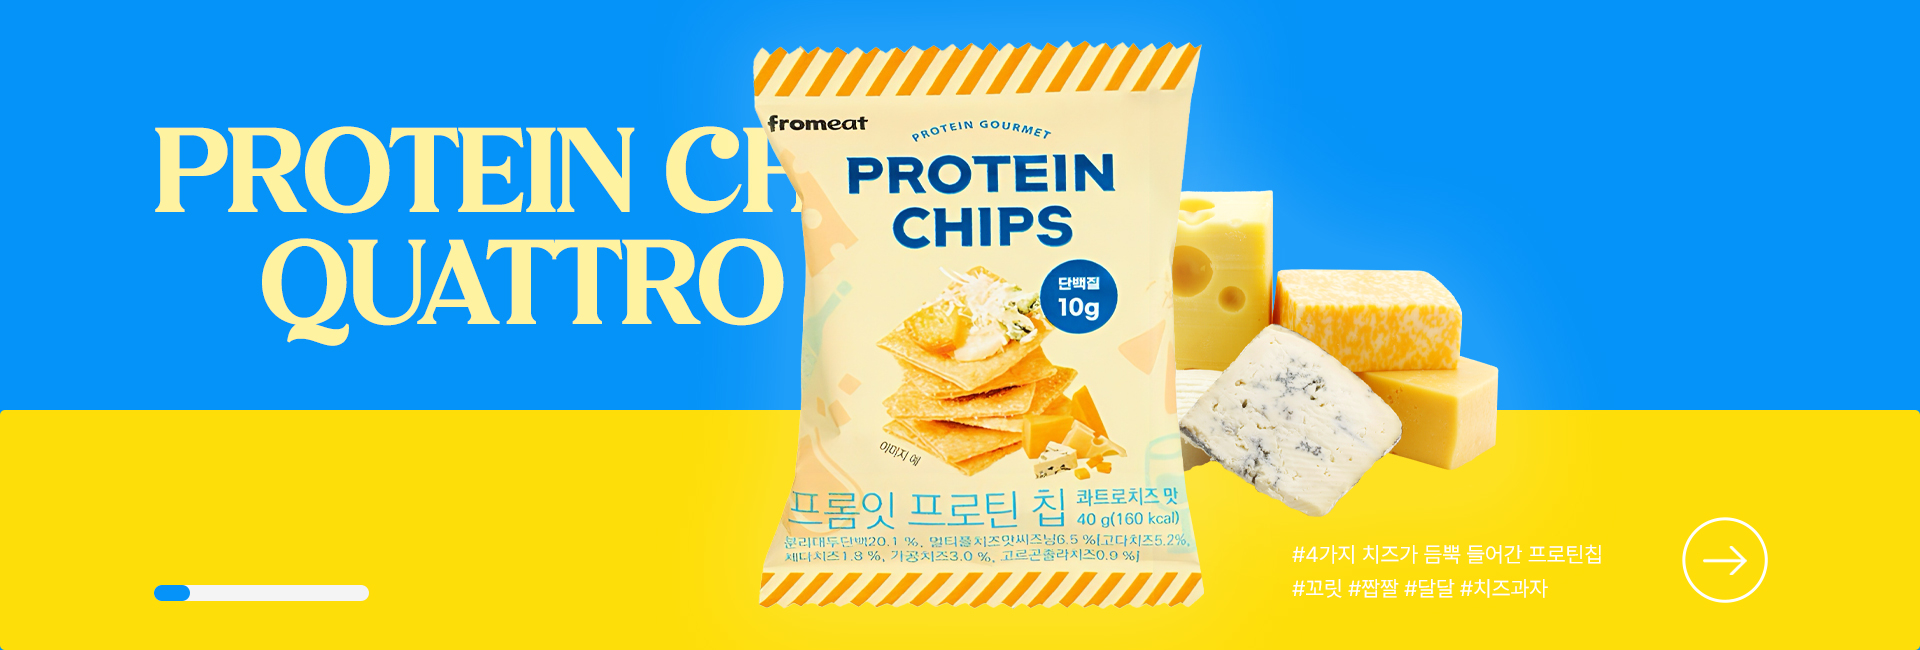 PROTEIN CH
QUATTRO
fromeat
PROTEIN GOURMET
PROTEIN
CHIPS
단백질
10g
이미지 예
프롬잇 프로틴 칩 콰트로치즈 맛
40 g(160 kcal)
분리대두단백20.1 %, 멀티플치즈맛씨즈닝6.5 %[고다치즈5.2%,
체다치즈1.8 %, 가공치즈3.0 %, 고르곤졸라치즈0.9 %]
#4가지 치즈가 듬뿍 들어간 프로틴칩
#꼬릿 #짭짤 #달달 #치즈과자